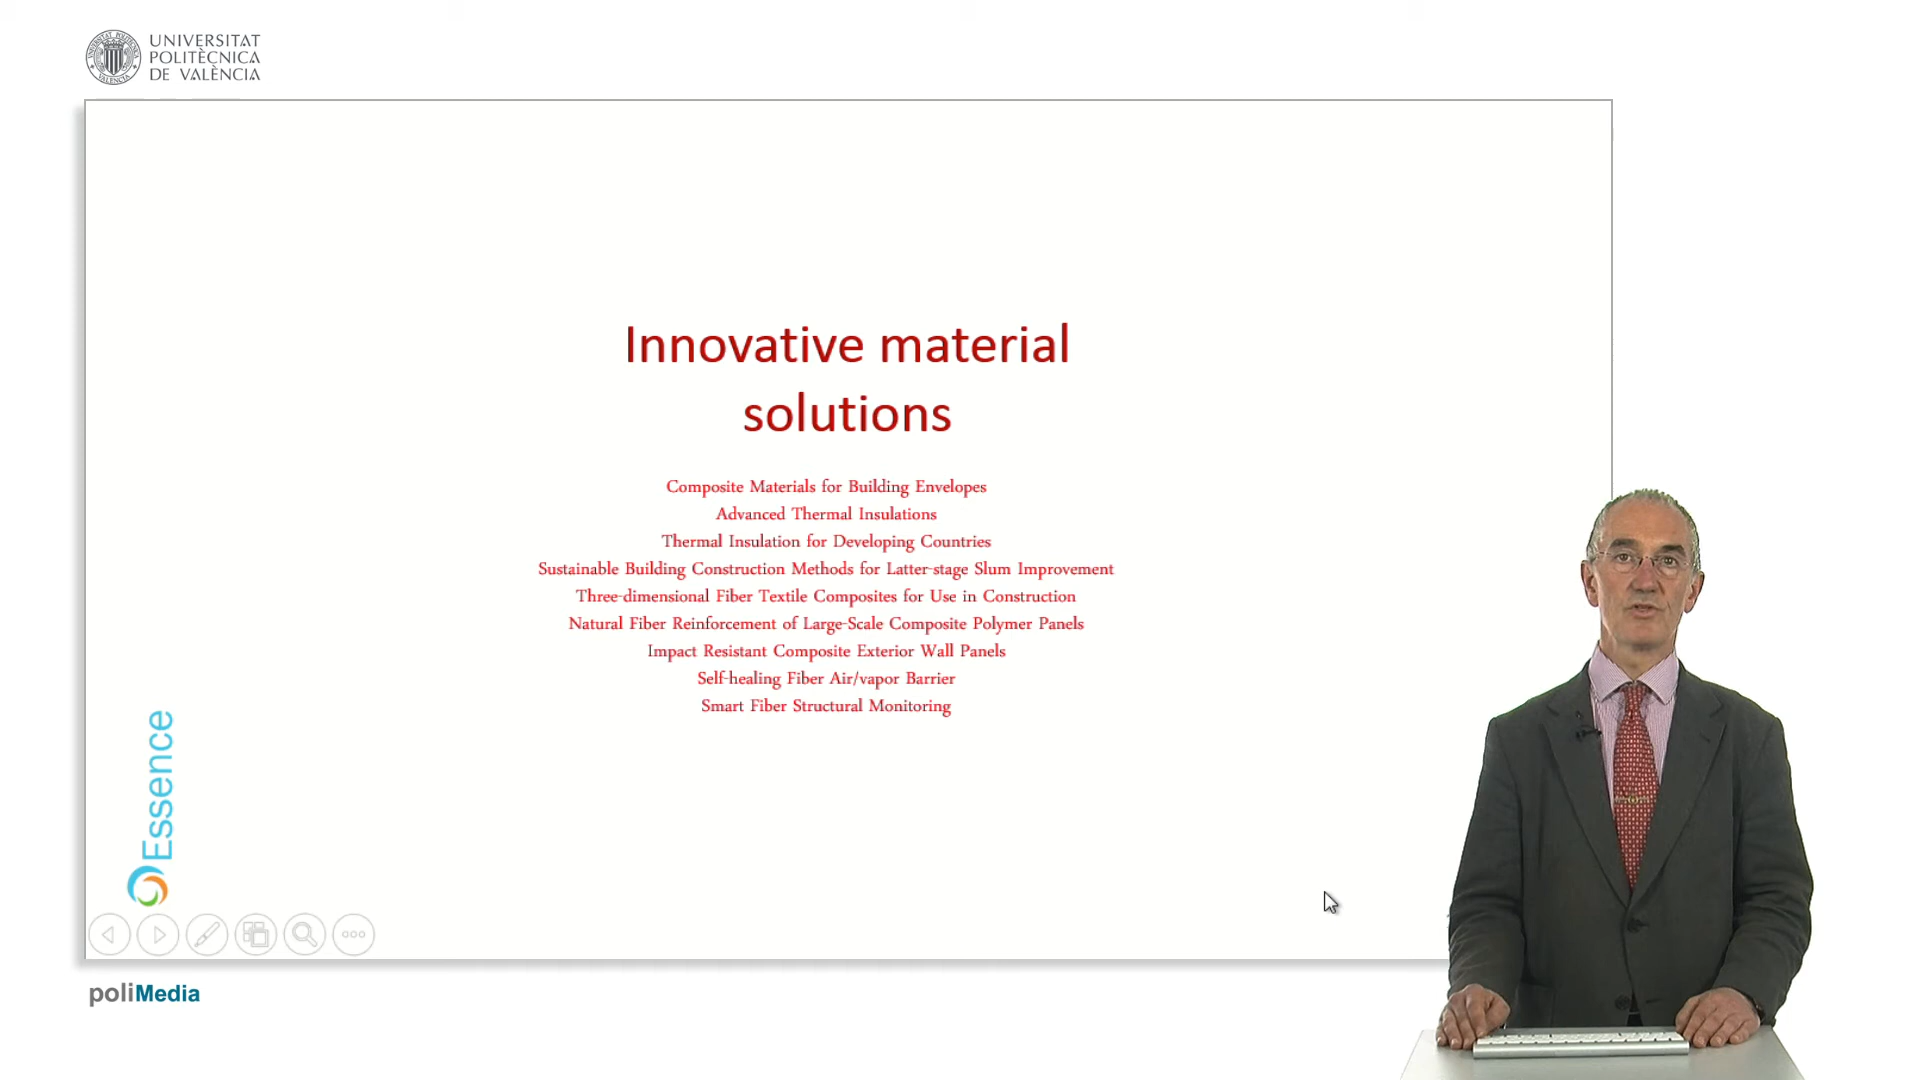 UNIVERSITAT
POLITÈCNICA
DE VALÈNCIA
Innovative material
solutions
Composite Materials for Building Envelopes
Advanced Thermal Insulations
Thermal Insulation for Developing Countries
Sustainable Building Construction Methods for Latter-stage Slum Improvement
Three-dimensional Fiber Textile Composites for Use in Construction
Natural Fiber Reinforcement of Large-Scale Composite Polymer Panels
Impact Resistant Composite Exterior Wall Panels
Self-healing Fiber Air/vapor Barrier
Smart Fiber Structural Monitoring
Essence
poliMedia